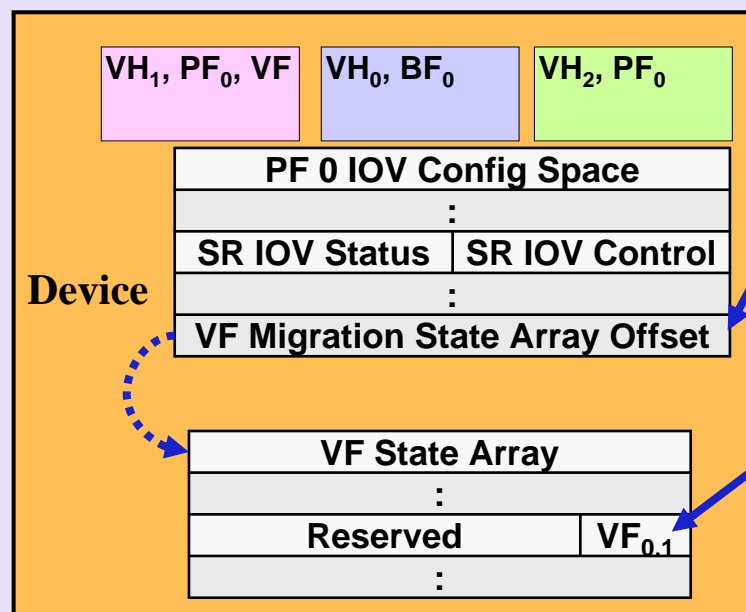 VH₁, PF₀, VF VH₀, BF₀ VH₂, PF₀
PF 0 IOV Config Space
:
SR IOV Status SR IOV Control
:
Device
VF Migration State Array Offset
VF State Array
:
Reserved VF₀.₁
: